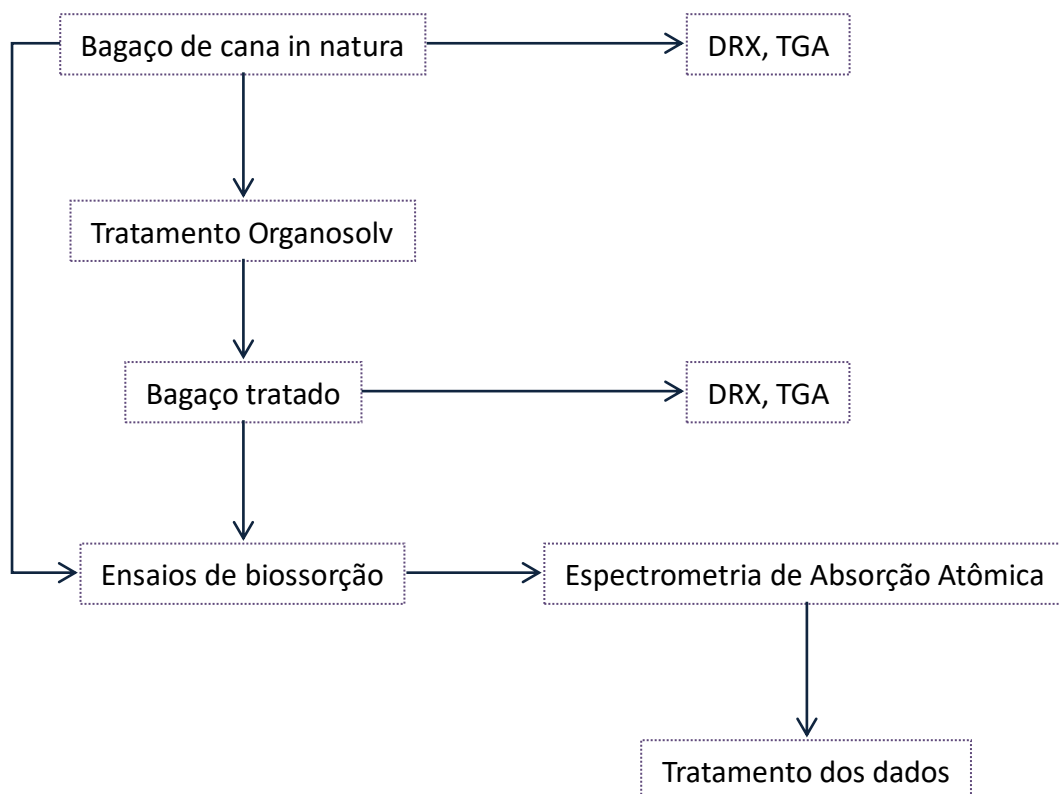 Bagaço de cana in natura
DRX, TGA
Tratamento Organosolv
Bagaço tratado
DRX, TGA
Ensaios de biossorção
Espectrometria de Absorção Atômica
Tratamento dos dados